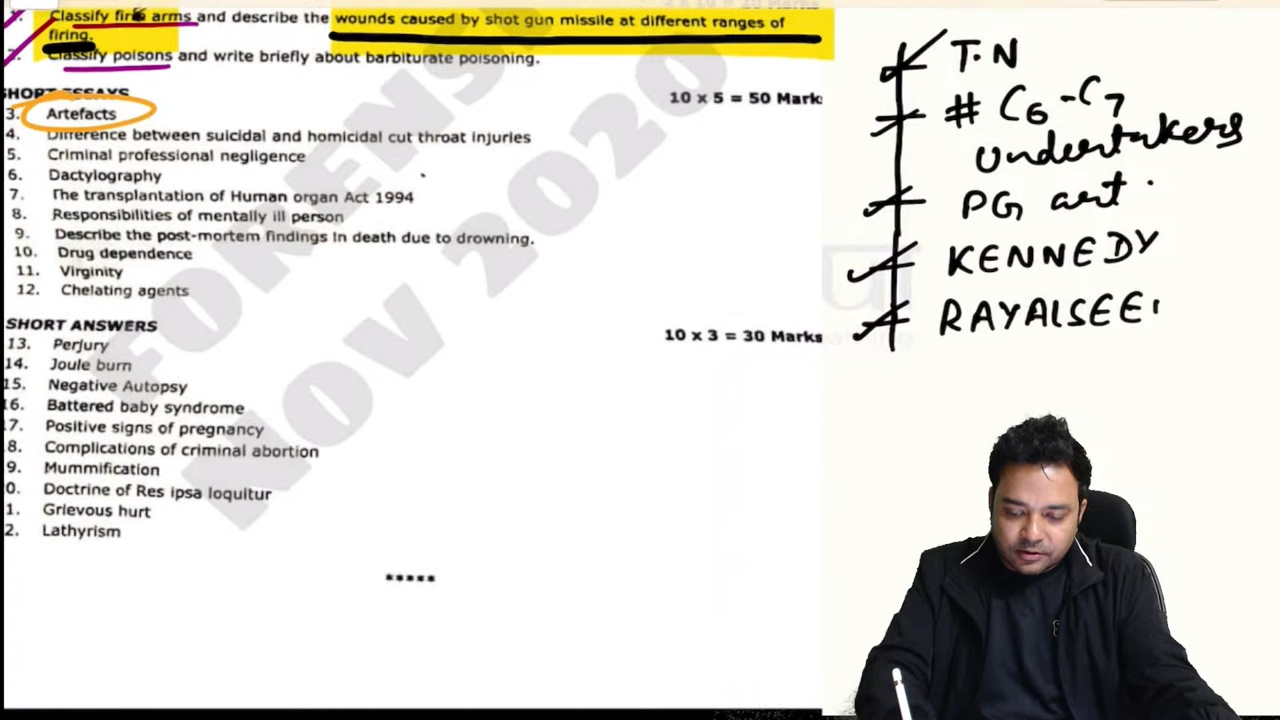 1. Classify fire arms and describe the wounds caused by shot gun missile at different ranges of
firing.
2. Classify poisons and write briefly about barbiturate poisoning.
SHORT ESSAYS 10 x 5 = 50 Mark
3. Artefacts
4. Difference between suicidal and homicidal cut throat injuries
5. Criminal professional negligence
6. Dactylography
7. The transplantation of Human organ Act 1994
8. Responsibilities of mentally ill person
9. Describe the post-mortem findings in death due to drowning.
10. Drug dependence
11. Virginity
12. Chelating agents
SHORT ANSWERS 10 x 3 = 30 Marks
13. Perjury
14. Joule burn
15. Negative Autopsy
16. Battered baby syndrome
17. Positive signs of pregnancy
8. Complications of criminal abortion
9. Mummification
0. Doctrine of Res ipsa loquitur
1. Grievous hurt
2. Lathyrism
*****
FORENS
NOV 2020
T.N
# C6-C7
Undertakers
PG art
KENNEDY
RAYALSEE